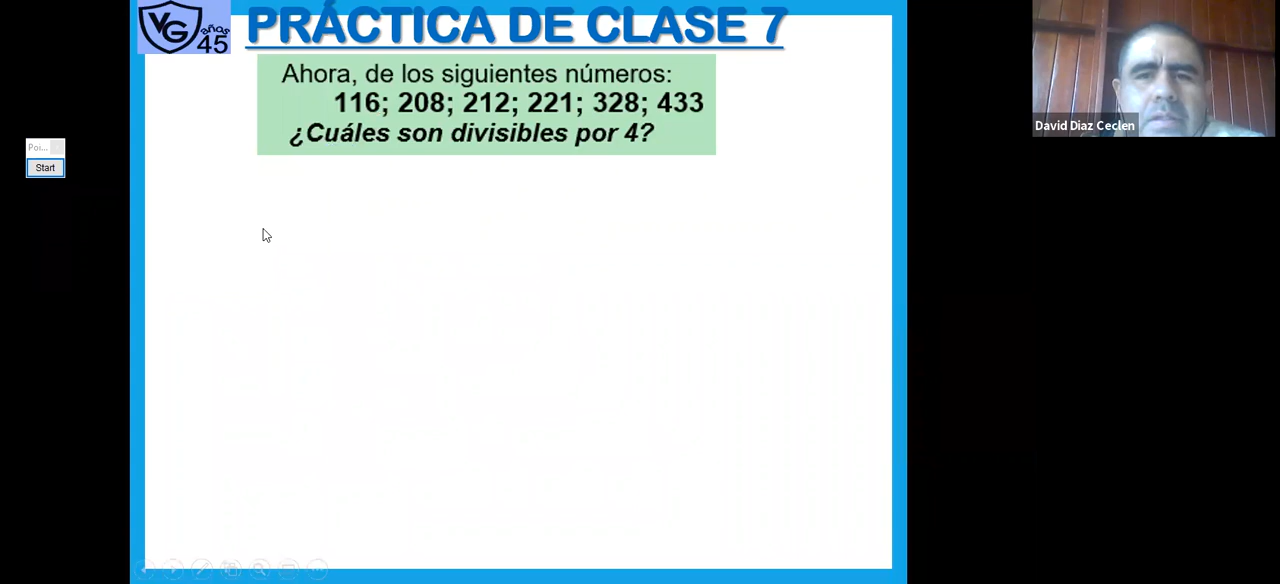 VG años 45
PRÁCTICA DE CLASE 7
Ahora, de los siguientes números:
116; 208; 212; 221; 328; 433
¿Cuáles son divisibles por 4?
Poi...
Start
David Diaz Ceclen